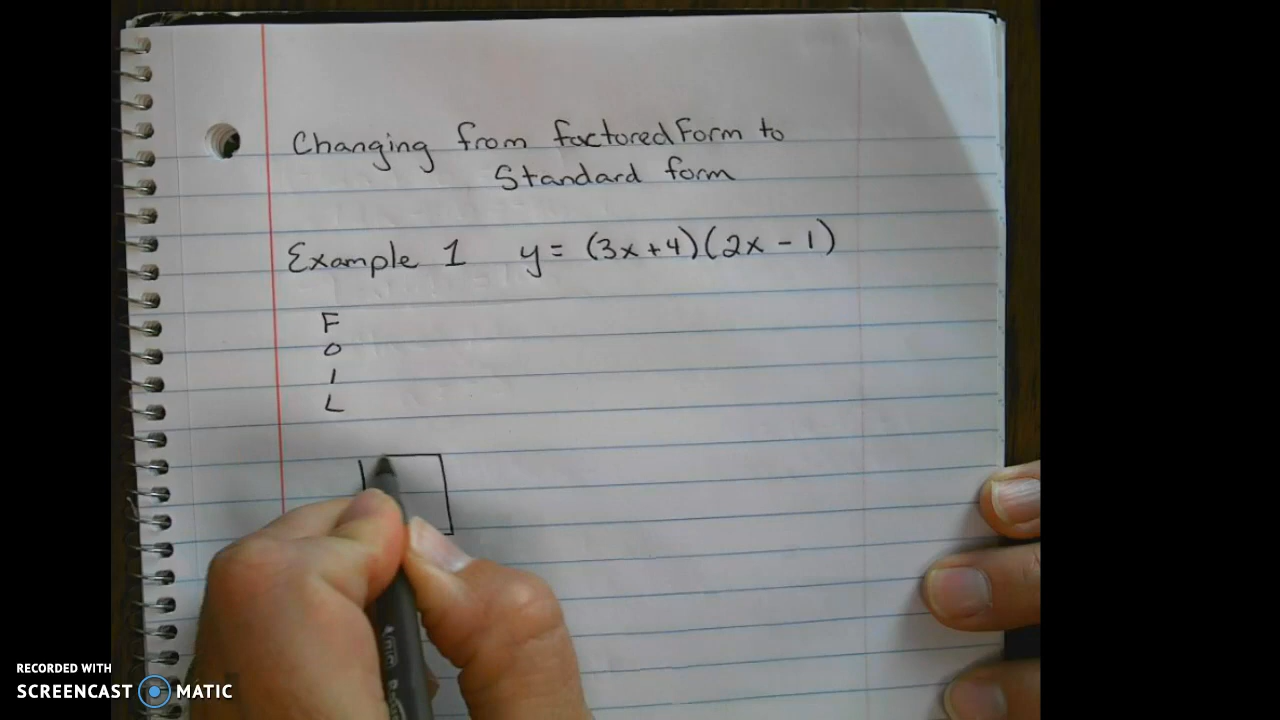 Changing from factored Form to
Standard form
Example 1 y = (3x+4)(2x - 1)
F
O
I
L
RECORDED WITH
SCREENCAST MATIC